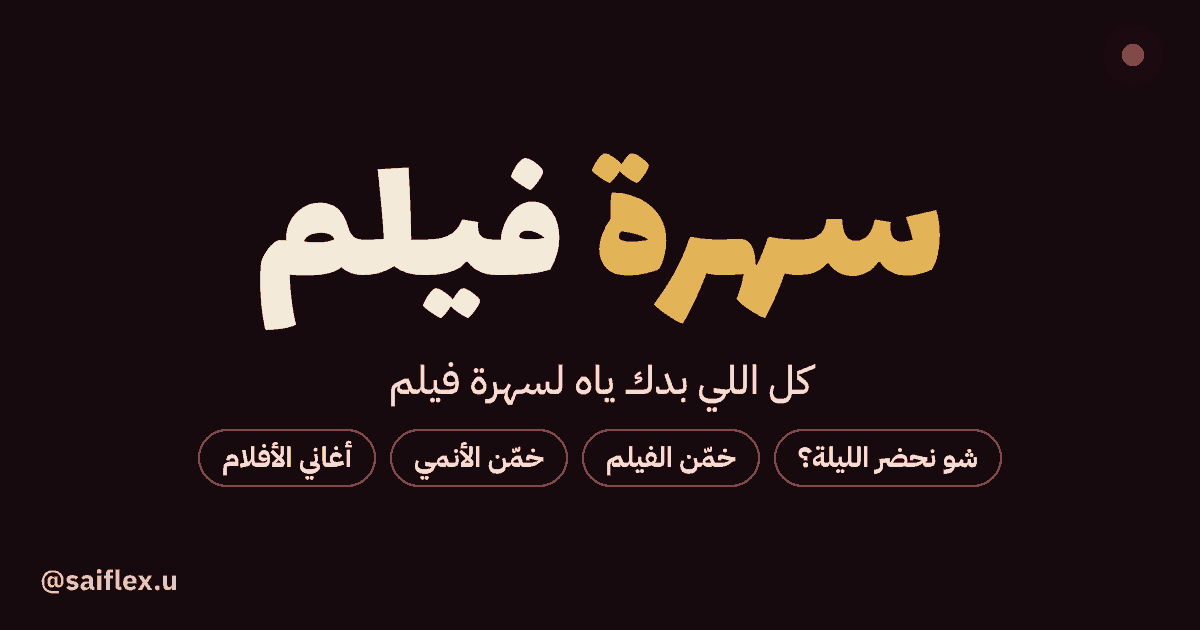 سهرة فيلم
كل اللي بدك ياه لسهرة فيلم
شو نحضر الليلة؟ خمّن الفيلم خمّن الأنمي أغاني الأفلام
@saiflex.u